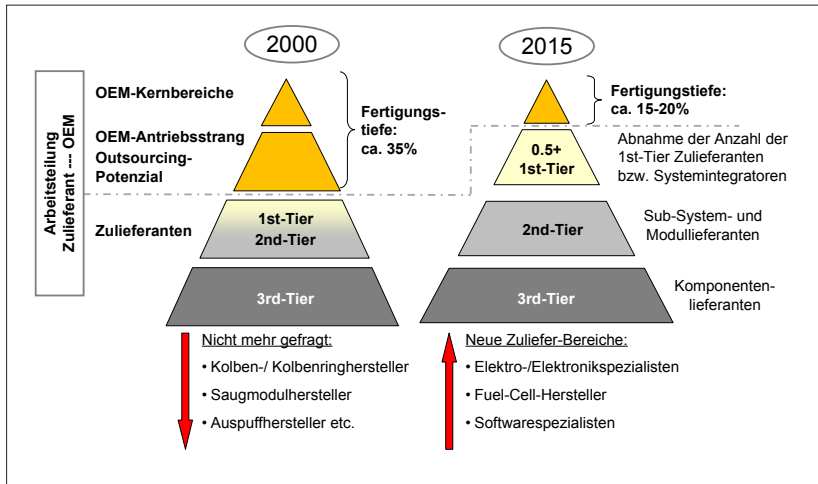 2000
2015
Arbeitsteilung
Zulieferant --- OEM
OEM-Kernbereiche
OEM-Antriebsstrang
Outsourcing-
Potenzial
Zulieferanten
Fertigungs-
tiefe:
ca. 35%
1st-Tier
2nd-Tier
3rd-Tier
Fertigungstiefe:
ca. 15-20%
0.5+
1st-Tier
2nd-Tier
3rd-Tier
Abnahme der Anzahl der
1st-Tier Zulieferanten
bzw. Systemintegratoren
Sub-System- und
Modullieferanten
Komponenten-
lieferanten
Nicht mehr gefragt:
• Kolben-/ Kolbenringhersteller
• Saugmodulhersteller
• Auspuffhersteller etc.
Neue Zuliefer-Bereiche:
• Elektro-/Elektronikspezialisten
• Fuel-Cell-Hersteller
• Softwarespezialisten